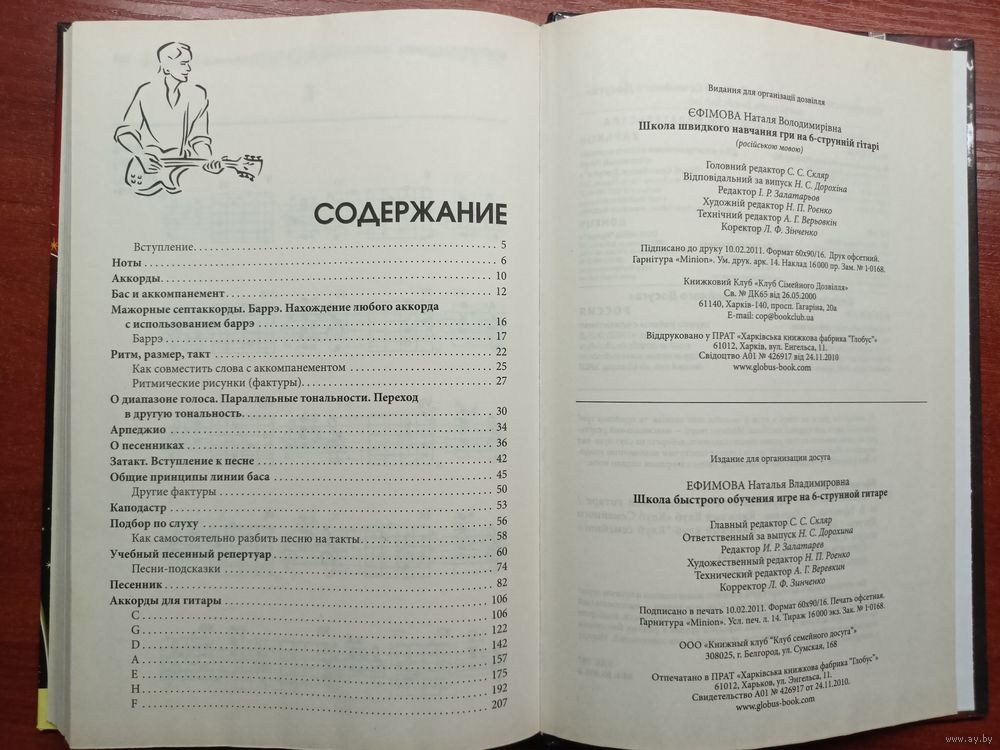 СОДЕРЖАНИЕ
Вступление. 5
Ноты 6
Аккорды. 10
Бас и аккомпанемент 12
Мажорные септаккорды. Баррэ. Нахождение любого аккорда
с использованием баррэ 16
Баррэ 17
Ритм, размер, такт 22
Как совместить слова с аккомпанементом 25
Ритмические рисунки (фактуры). 27
О диапазоне голоса. Параллельные тональности. Переход
в другую тональность. 30
Арпеджио 34
О песенниках. 36
Затакт. Вступление к песне 42
Общие принципы линии баса 45
Другие фактуры 50
Каподастр 53
Подбор по слуху 56
Как самостоятельно разбить песню на такты. 58
Учебный песенный репертуар 60
Песни-подсказки 74
Песенник 82
Аккорды для гитары 106
C 106
G 122
D 142
A 157
E 175
H 192
F 207
Видання для організації дозвілля
ЄФІМОВА Наталя Володимирівна
Школа швидкого навчання гри на 6-струнній гітарі
(російською мовою)
Головний редактор С. С. Скляр
Відповідальний за випуск Н. С. Дорохіна
Редактор І. Р. Залатарьов
Художній редактор Н. П. Роєнко
Технічний редактор А. Г. Верьовкін
Коректор Л. Ф. Зінченко
Підписано до друку 10.02.2011. Формат 60x90/16. Друк офсетний.
Гарнітура «Minion». Ум. друк. арк. 14. Наклад 16 000 пр. Зам. № 1-0168.
Книжковий Клуб «Клуб Сімейного Дозвілля»
Св. № ДК65 від 26.05.2000
61140, Харків-140, просп. Гагаріна, 20а
E-mail: cop@bookclub.ua
Віддруковано у ПРАТ «Харківська книжкова фабрика "Глобус"»
61012, Харків, вул. Енгельса, 11.
Свідоцтво А01 № 426917 від 24.11.2010
www.globus-book.com
Издание для организации досуга
ЕФИМОВА Наталья Владимировна
Школа быстрого обучения игре на 6-струнной гитаре
Главный редактор С. С. Скляр
Ответственный за выпуск Н. С. Дорохина
Редактор И. Р. Залатарев
Художественный редактор Н. П. Роенко
Технический редактор А. Г. Веревкин
Корректор Л. Ф. Зинченко
Подписано в печать 10.02.2011. Формат 60x90/16. Печать офсетная.
Гарнитура «Minion». Усл. печ. л. 14. Тираж 16 000 экз. Зак. № 1-0168.
ООО «Книжный клуб "Клуб семейного досуга"»
308025, г. Белгород, ул. Сумская, 168
Отпечатано в ПРАТ «Харківська книжкова фабрика "Глобус"»
61012, Харьков, ул. Энгельса, 11.
Свидетельство А01 № 426917 от 24.11.2010.
www.globus-book.com
www.ay.by